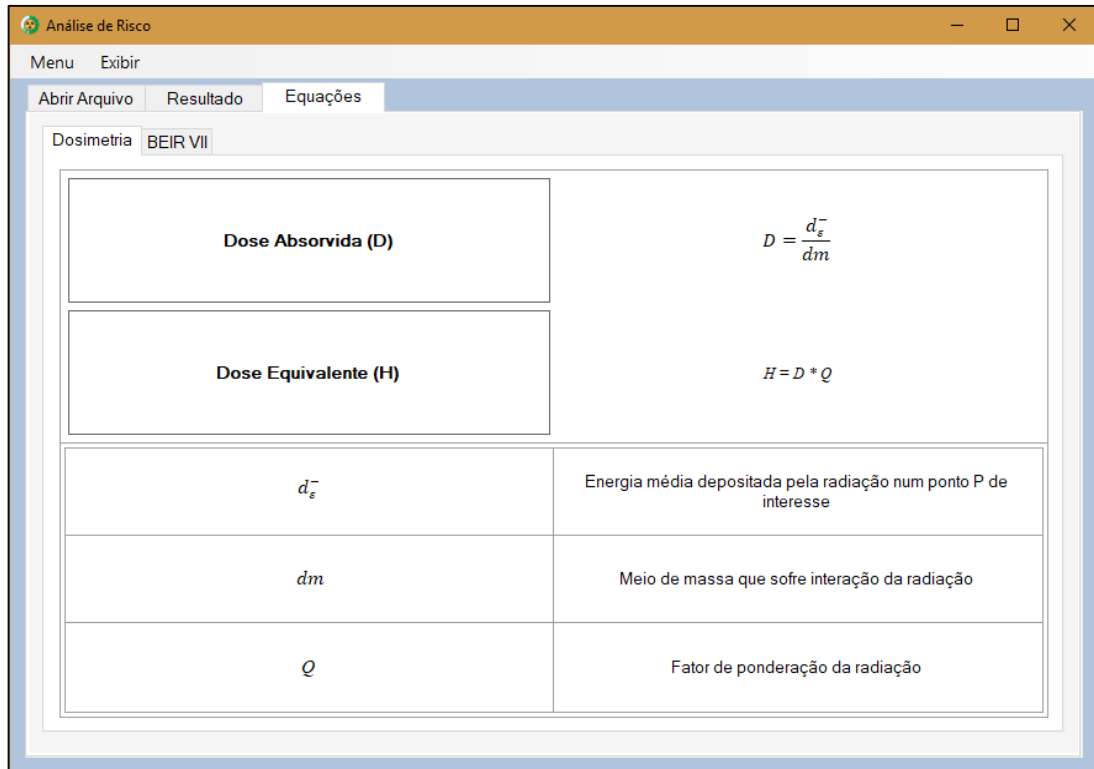 Análise de Risco
Menu Exibir
Abrir Arquivo Resultado Equações
Dosimetria BEIR VII
Dose Absorvida (D)
D = d_ε^- / dm
Dose Equivalente (H)
H = D * Q
d_ε^-
Energia média depositada pela radiação num ponto P de
interesse
dm
Meio de massa que sofre interação da radiação
Q
Fator de ponderação da radiação